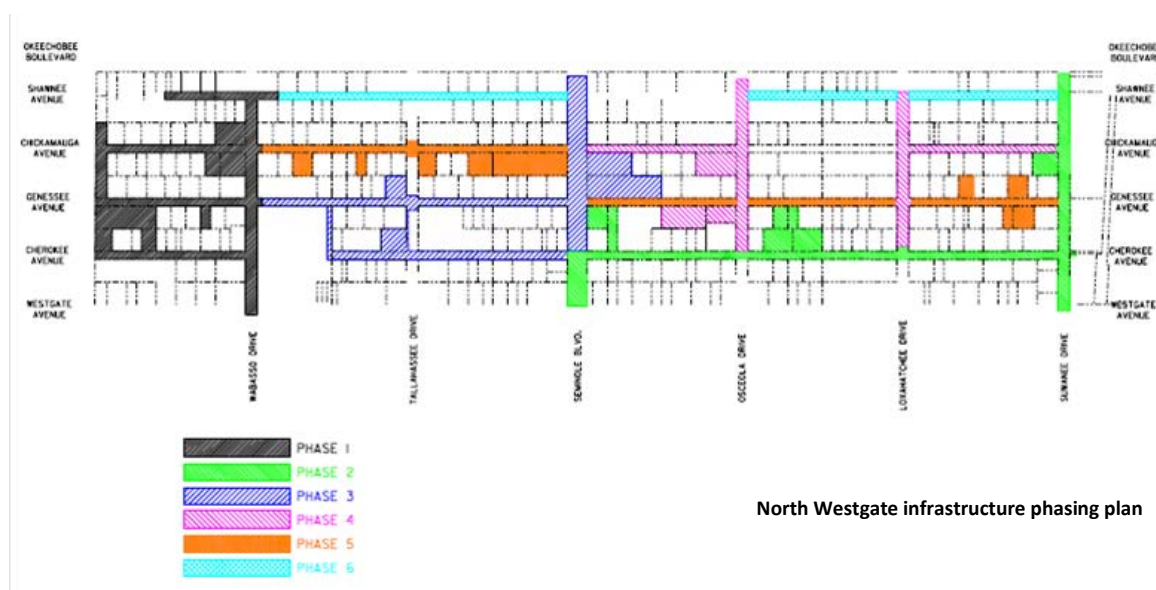 OKEECHOBEE
BOULEVARD
OKEECHOBEE
BOULEVARD
SHAWNEE
AVENUE
SHAWNEE
AVENUE
CHICKAMAUGA
AVENUE
CHICKAMAUGA
AVENUE
GENESSEE
AVENUE
GENESSEE
AVENUE
CHEROKEE
AVENUE
CHEROKEE
AVENUE
WESTGATE
AVENUE
WESTGATE
AVENUE
WABASSO DRIVE
TALLAHASSEE DRIVE
SEMINOLE BLVD.
OSCEOLA DRIVE
LOXAHATCHEE DRIVE
SUWANEE DRIVE
PHASE 1
PHASE 2
PHASE 3
PHASE 4
PHASE 5
PHASE 6
North Westgate infrastructure phasing plan